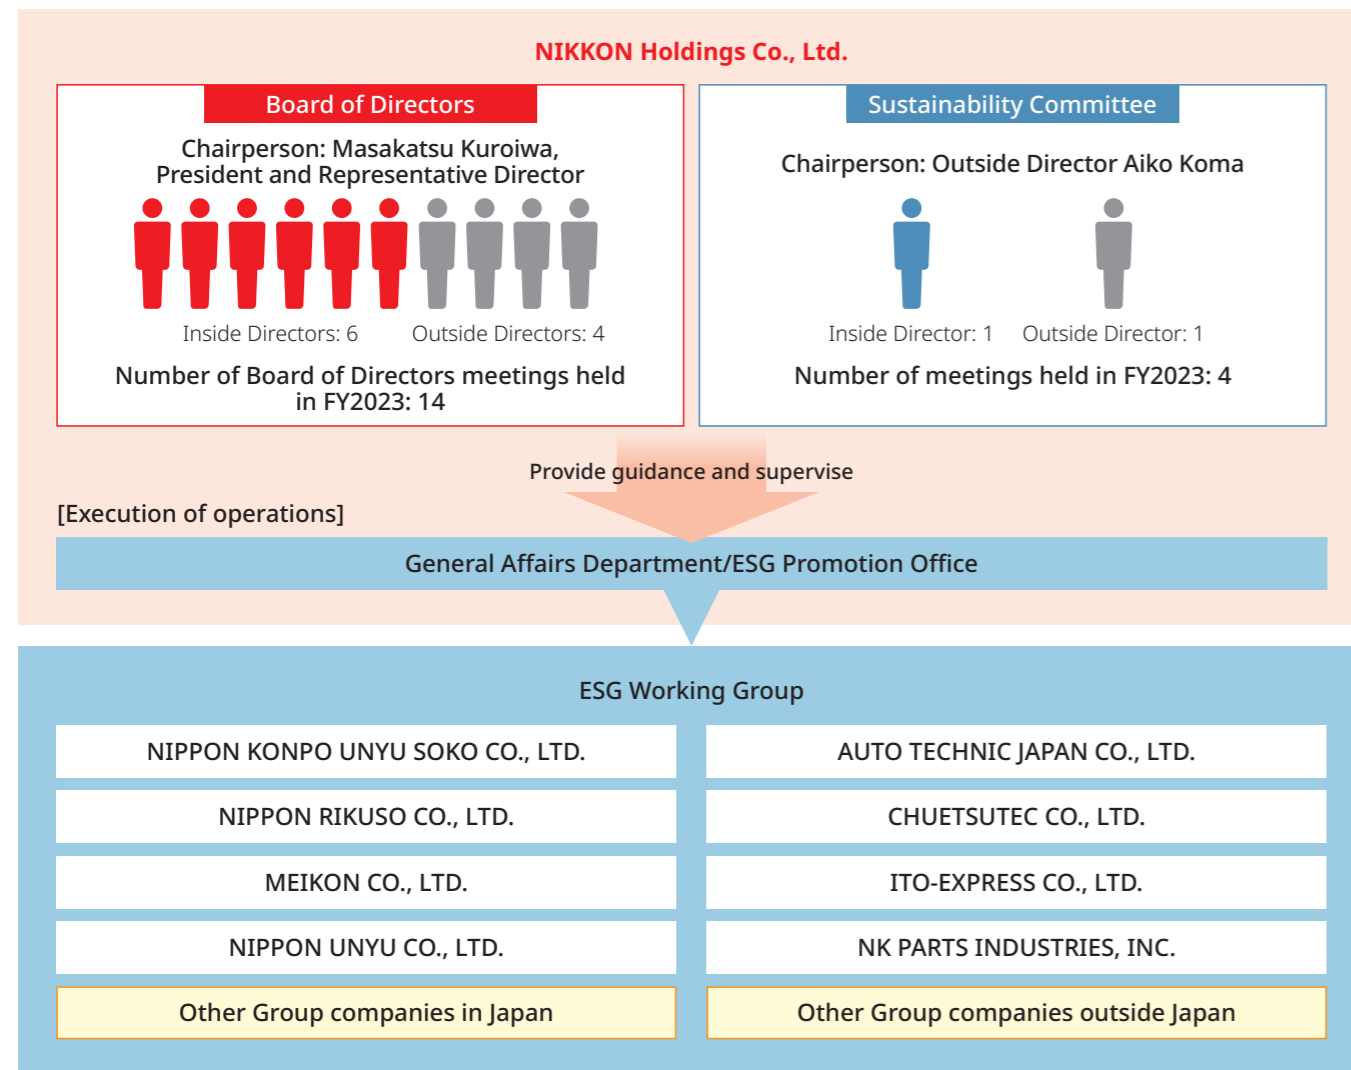 NIKKON Holdings Co., Ltd.
Board of Directors
Chairperson: Masakatsu Kuroiwa,
President and Representative Director
Inside Directors: 6
Outside Directors: 4
Number of Board of Directors meetings held
in FY2023: 14
Sustainability Committee
Chairperson: Outside Director Aiko Koma
Inside Director: 1
Outside Director: 1
Number of meetings held in FY2023: 4
Provide guidance and supervise
[Execution of operations]
General Affairs Department/ESG Promotion Office
ESG Working Group
NIPPON KONPO UNYU SOKO CO., LTD.
AUTO TECHNIC JAPAN CO., LTD.
NIPPON RIKUSO CO., LTD.
CHUETSUTEC CO., LTD.
MEIKON CO., LTD.
ITO-EXPRESS CO., LTD.
NIPPON UNYU CO., LTD.
NK PARTS INDUSTRIES, INC.
Other Group companies in Japan
Other Group companies outside Japan